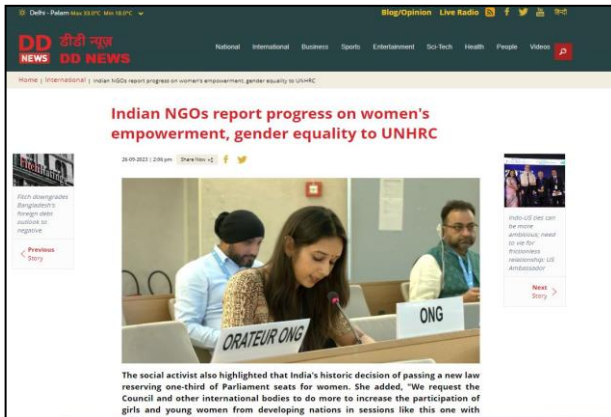 Delhi - Palam Max 33.0°C Min 18.0°C
Blog/Opinion Live Radio
हिन्दी
DD NEWS
डीडी न्यूज़
DD NEWS
National International Business Sports Entertainment Sci-Tech Health People Videos
Home | International | Indian NGOs report progress on women's empowerment, gender equality to UNHRC
Indian NGOs report progress on women's
empowerment, gender equality to UNHRC
26-09-2023 | 2:06 pm Share Now
Fitch downgrades
Bangladesh's
foreign debt
outlook to
negative
Previous
Story
Indo-US ties can
be more
ambitious; need
to vie for
frictionless
relationship: US
Ambassador
Next
Story
ORATEUR ONG
ONG
The social activist also highlighted that India's historic decision of passing a new law
reserving one-third of Parliament seats for women. She added, "We request the
Council and other international bodies to do more to increase the participation of
girls and young women from developing nations in sessions like this one with